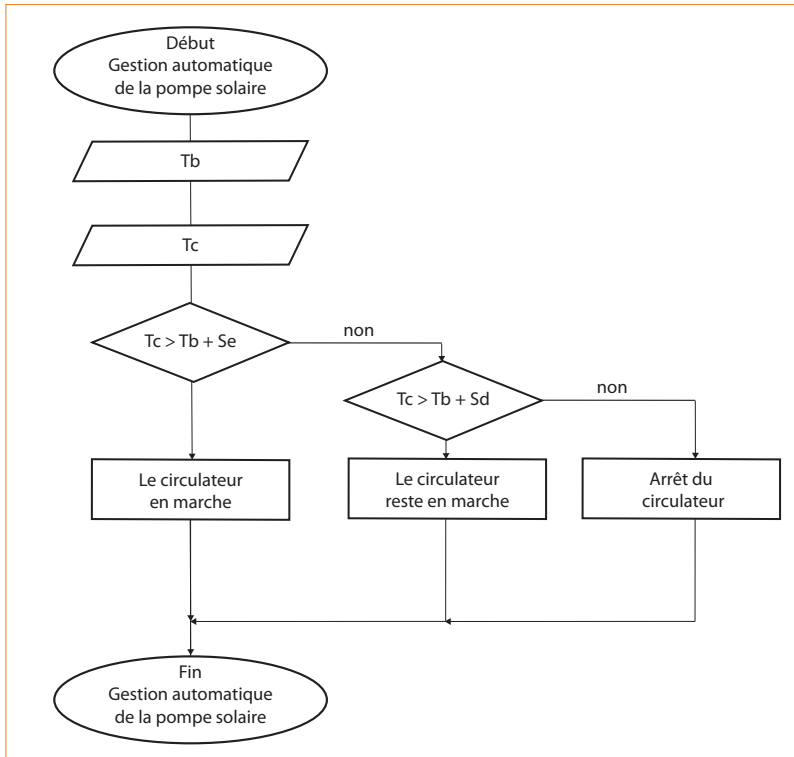 Début
Gestion automatique
de la pompe solaire
Tb
Tc
Tc > Tb + Se
non
Tc > Tb + Sd
non
Le circulateur
en marche
Le circulateur
reste en marche
Arrêt du
circulateur
Fin
Gestion automatique
de la pompe solaire